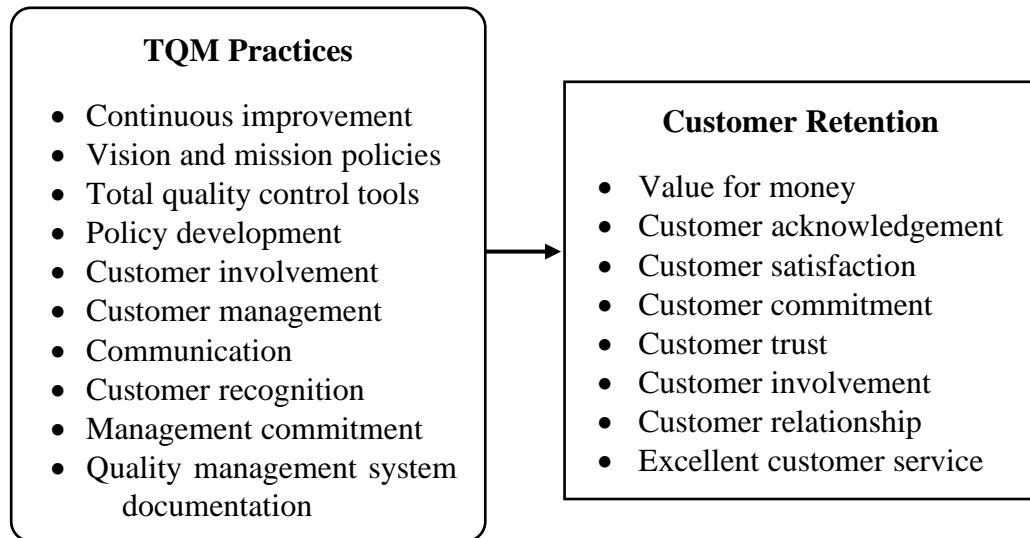 TQM Practices
• Continuous improvement
• Vision and mission policies
• Total quality control tools
• Policy development
• Customer involvement
• Customer management
• Communication
• Customer recognition
• Management commitment
• Quality management system
documentation
Customer Retention
• Value for money
• Customer acknowledgement
• Customer satisfaction
• Customer commitment
• Customer trust
• Customer involvement
• Customer relationship
• Excellent customer service